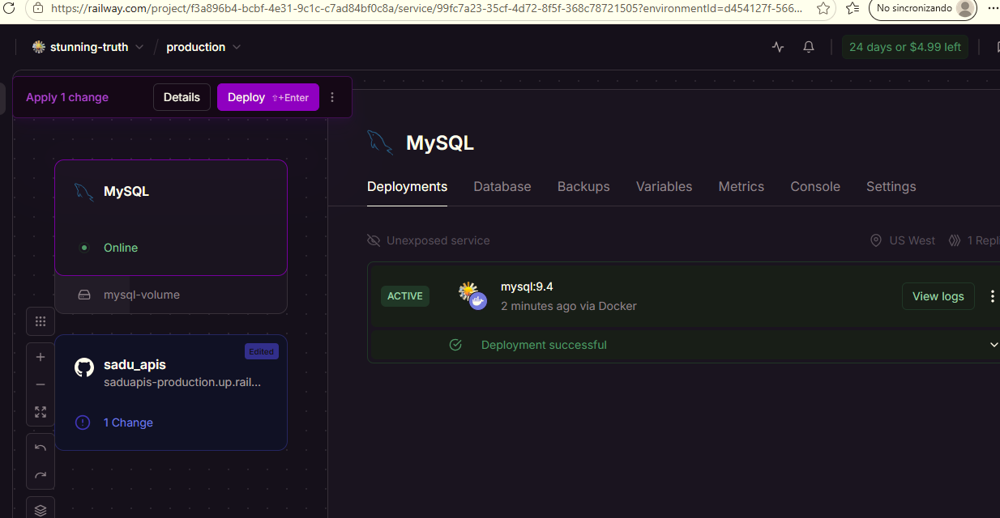 https://railway.com/project/f3a896b4-bcbf-4e31-9c1c-c7ad84bf0c8a/service/99fc7a23-35cf-4d72-8f5f-368c78721505?environmentId=d454127f-566...
No sincronizando
stunning-truth / production
24 days or $4.99 left
Apply 1 change
Details
Deploy ⇧+Enter
MySQL
Online
mysql-volume
Edited
sadu_apis
saduapis-production.up.rail...
1 Change
MySQL
Deployments Database Backups Variables Metrics Console Settings
Unexposed service
US West
1 Repli
ACTIVE
mysql:9.4
2 minutes ago via Docker
View logs
Deployment successful